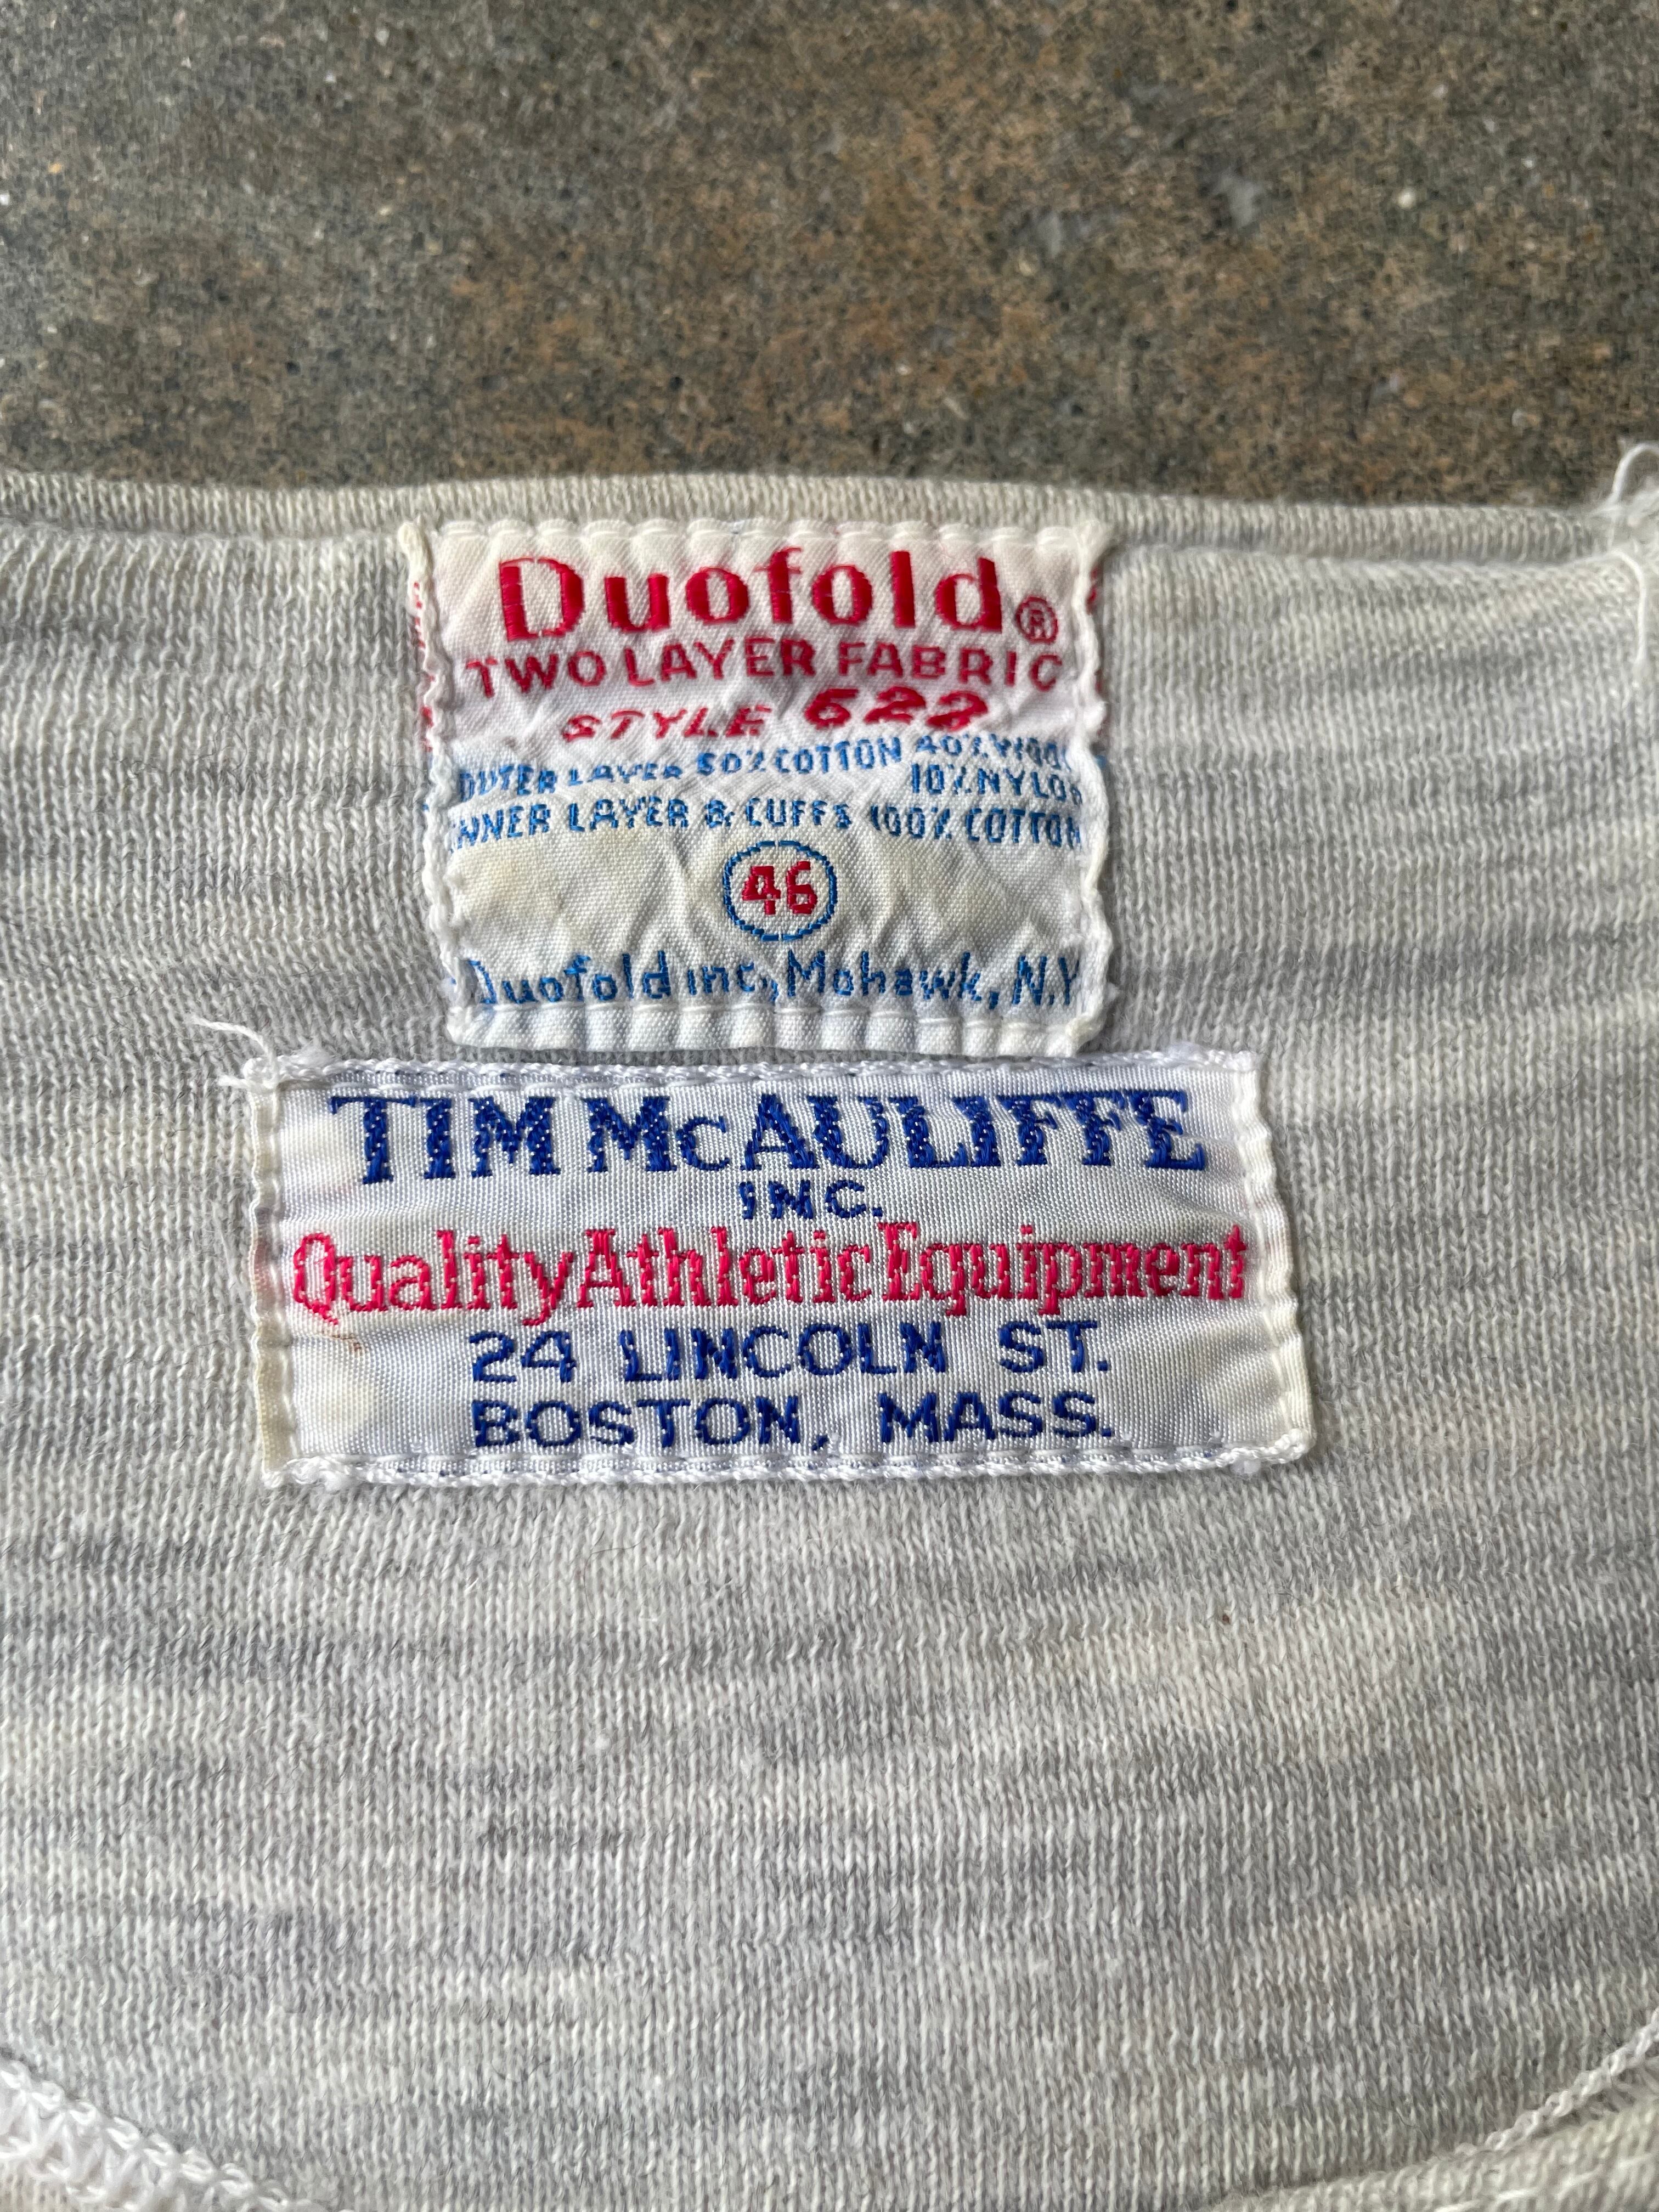 Duofold®
TWO LAYER FABRIC
STYLE 622
OUTER LAYER 50% COTTON 40% WOOL
10% NYLON
INNER LAYER & CUFFS 100% COTTON
46
Duofold inc., Mohawk, N.Y
TIM McAULIFFE
INC.
Quality Athletic Equipment
24 LINCOLN ST.
BOSTON, MASS.